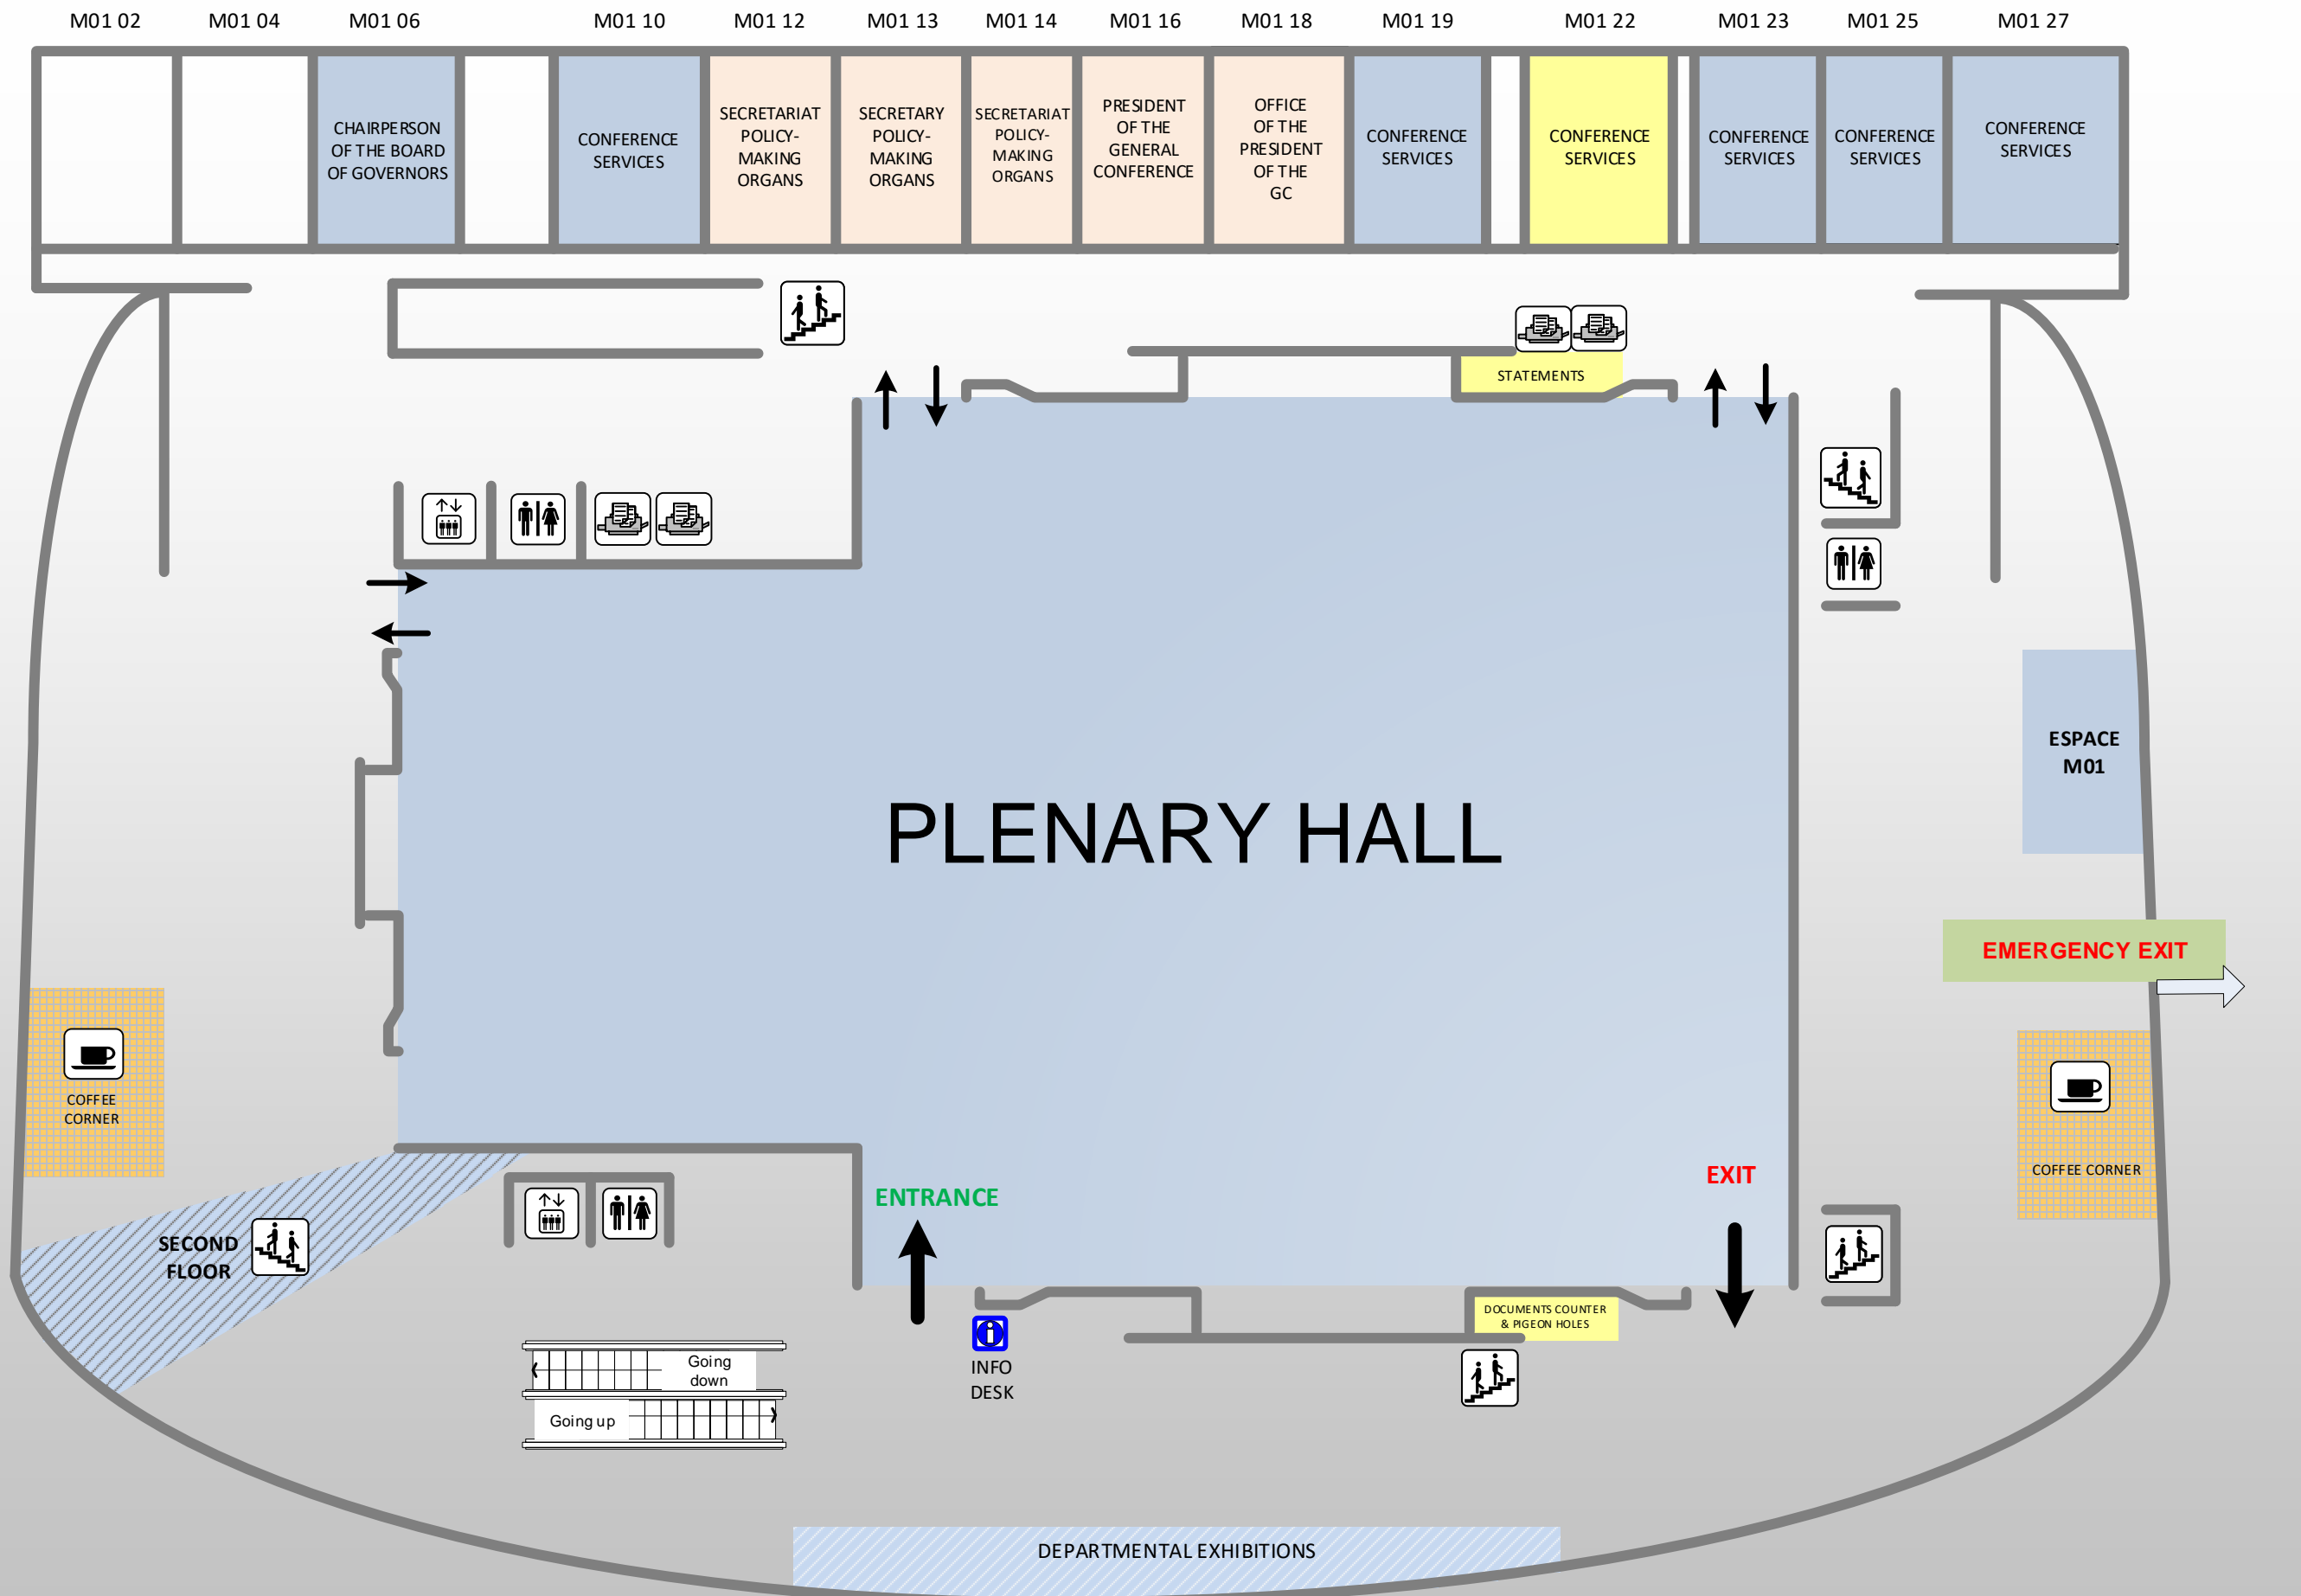 M01 02
M01 04
M01 06
M01 10
M01 12
M01 13
M01 14
M01 16
M01 18
M01 19
M01 22
M01 23
M01 25
M01 27
CHAIRPERSON
OF THE BOARD
OF GOVERNORS
CONFERENCE
SERVICES
SECRETARIAT
POLICY-
MAKING
ORGANS
SECRETARY
POLICY-
MAKING
ORGANS
SECRETARIAT
POLICY-
MAKING
ORGANS
PRESIDENT
OF THE
GENERAL
CONFERENCE
OFFICE
OF THE
PRESIDENT
OF THE
GC
CONFERENCE
SERVICES
CONFERENCE
SERVICES
CONFERENCE
SERVICES
CONFERENCE
SERVICES
CONFERENCE
SERVICES
STATEMENTS
ESPACE
M01
PLENARY HALL
EMERGENCY EXIT
COFFEE
CORNER
COFFEE CORNER
ENTRANCE
EXIT
SECOND
FLOOR
DOCUMENTS COUNTER
& PIGEON HOLES
INFO
DESK
Going
down
Going up
DEPARTMENTAL EXHIBITIONS